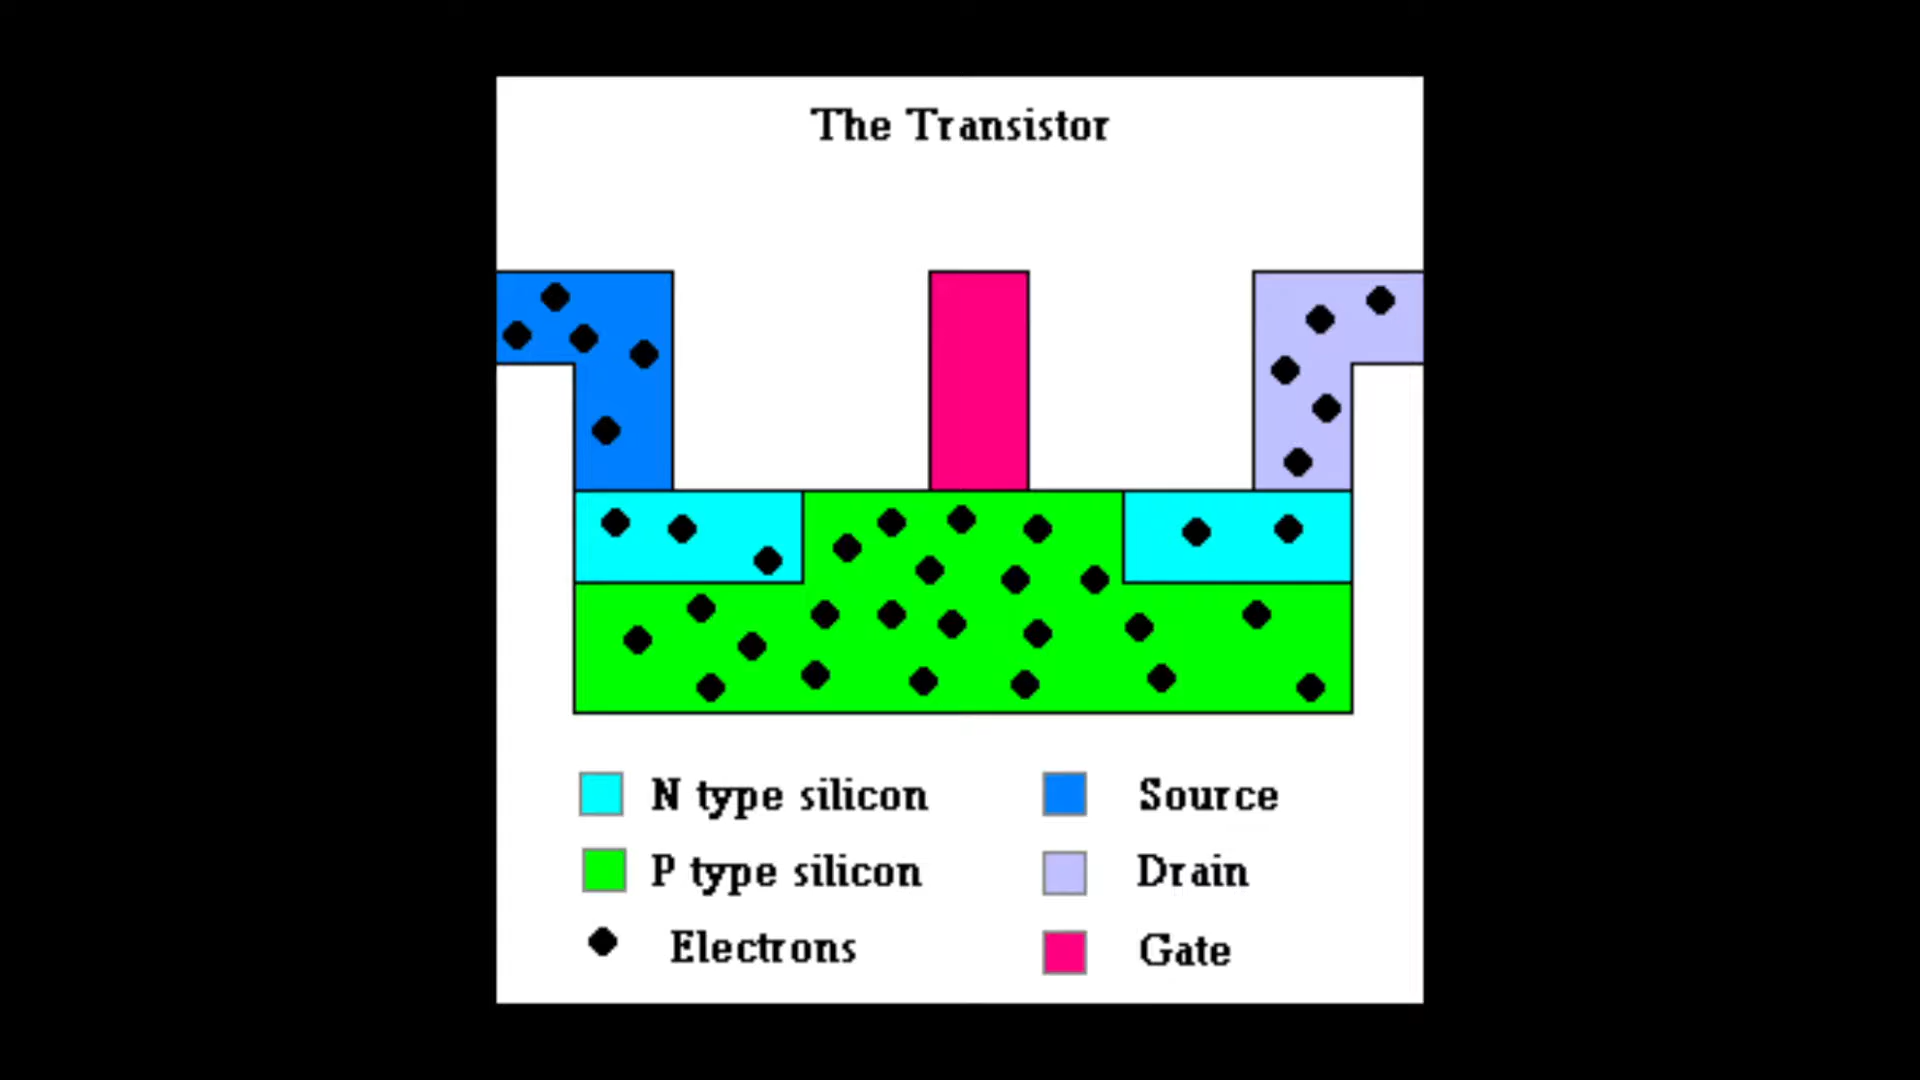 The Transistor
N type silicon
Source
P type silicon
Drain
Electrons
Gate